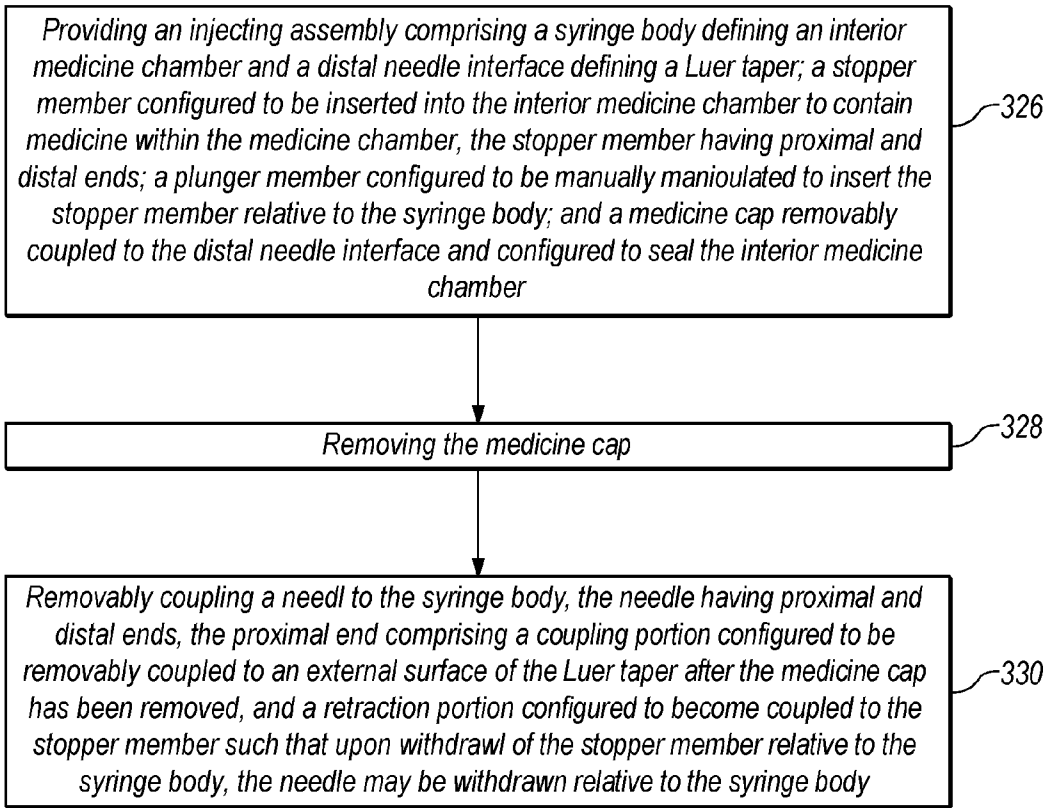 Providing an injecting assembly comprising a syringe body defining an interior
medicine chamber and a distal needle interface defining a Luer taper; a stopper
member configured to be inserted into the interior medicine chamber to contain
medicine within the medicine chamber, the stopper member having proximal and
distal ends; a plunger member configured to be manually manioulated to insert the
stopper member relative to the syringe body; and a medicine cap removably
coupled to the distal needle interface and configured to seal the interior medicine
chamber
326
Removing the medicine cap
328
Removably coupling a needl to the syringe body, the needle having proximal and
distal ends, the proximal end comprising a coupling portion configured to be
removably coupled to an external surface of the Luer taper after the medicine cap
has been removed, and a retraction portion configured to become coupled to the
stopper member such that upon withdrawl of the stopper member relative to the
syringe body, the needle may be withdrawn relative to the syringe body
330